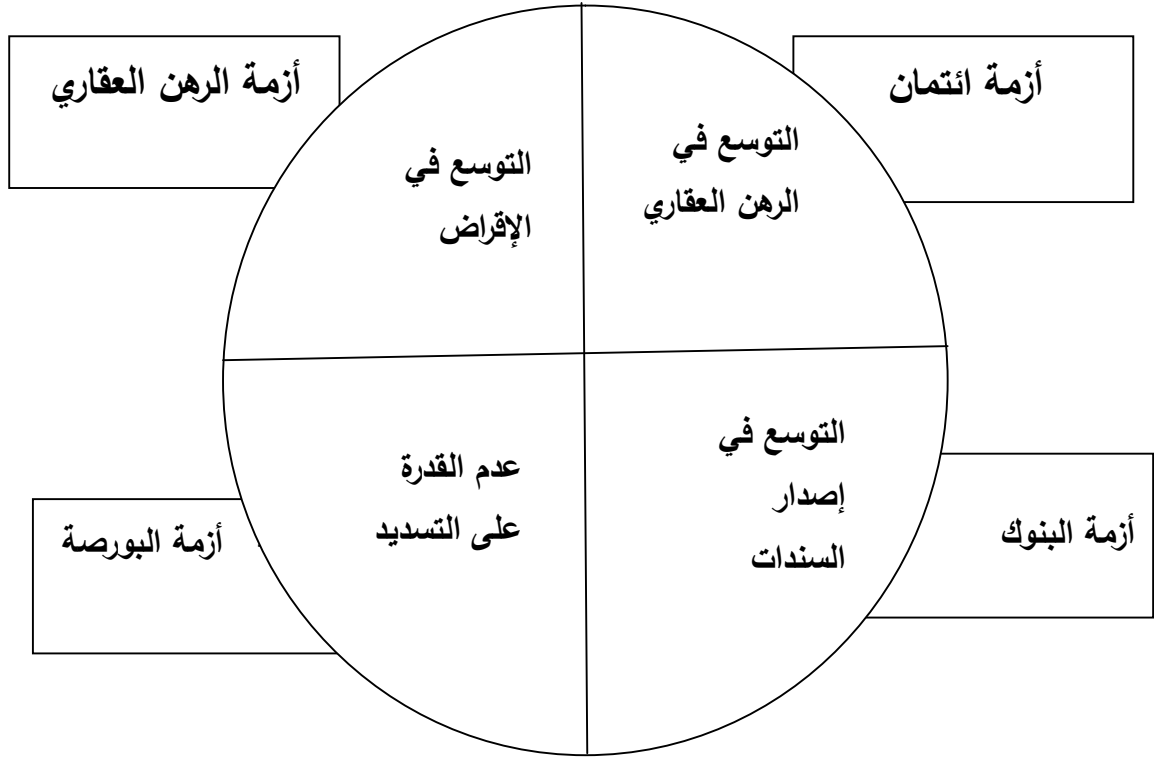 أزمة ائتمان
أزمة الرهن العقاري
التوسع في
الرهن العقاري
التوسع في
الإقراض
التوسع في
إصدار
السندات
عدم القدرة
على التسديد
أزمة البنوك
أزمة البورصة